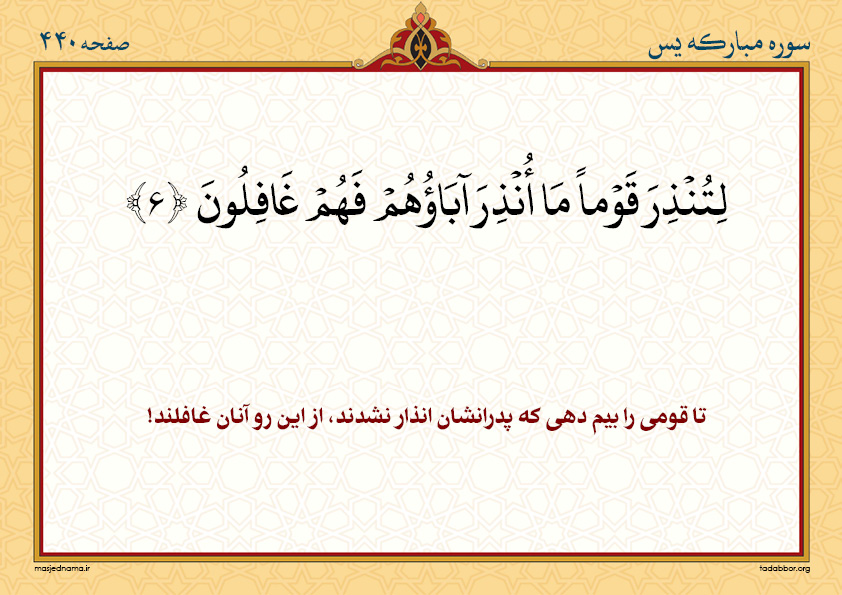 سوره مبارکه یس
صفحه ۴۴۰
لِتُنْذِرَ قَوْماً مَا أُنْذِرَ آبَاؤُهُمْ فَهُمْ غَافِلُونَ ﴿۶﴾
تا قومی را بیم دهی که پدرانشان انذار نشدند، از این رو آنان غافلند!
masjednama.ir
tadabbor.org